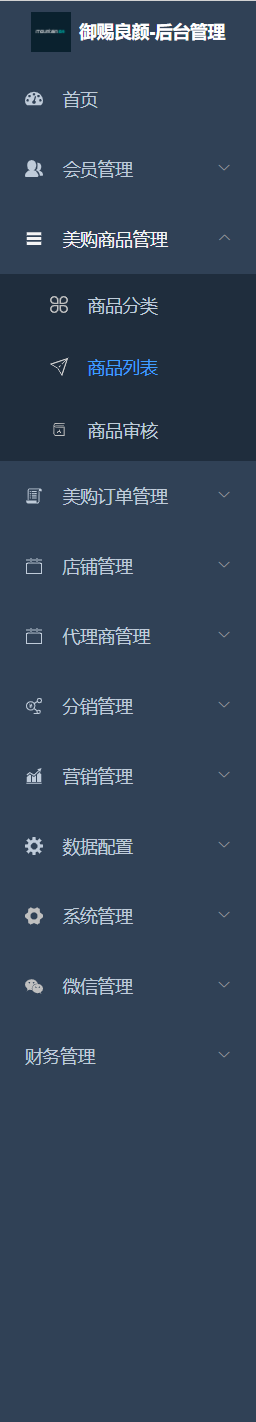 御赐良颜-后台管理
首页
会员管理
美购商品管理
商品分类
商品列表
商品审核
美购订单管理
店铺管理
代理商管理
分销管理
营销管理
数据配置
系统管理
微信管理
财务管理